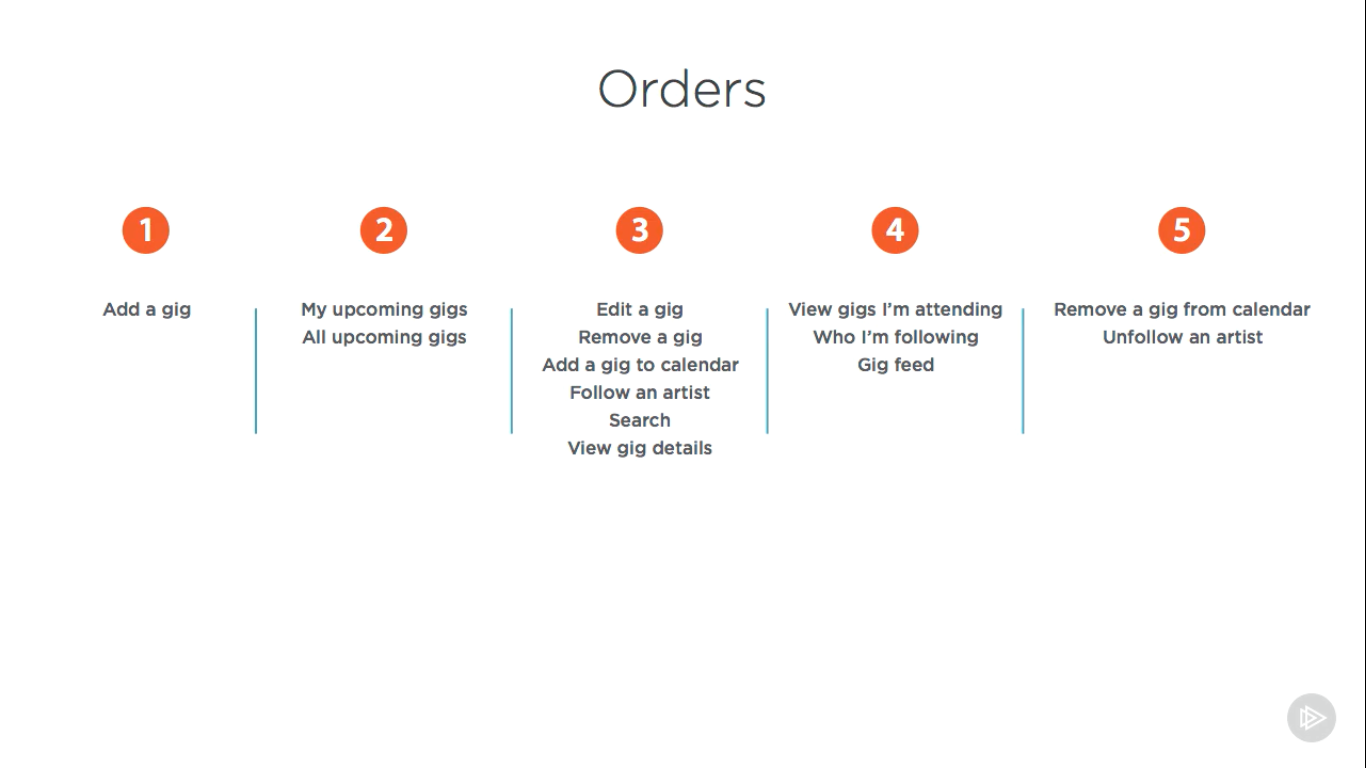 Orders
1
Add a gig
2
My upcoming gigs
All upcoming gigs
3
Edit a gig
Remove a gig
Add a gig to calendar
Follow an artist
Search
View gig details
4
View gigs I’m attending
Who I’m following
Gig feed
5
Remove a gig from calendar
Unfollow an artist